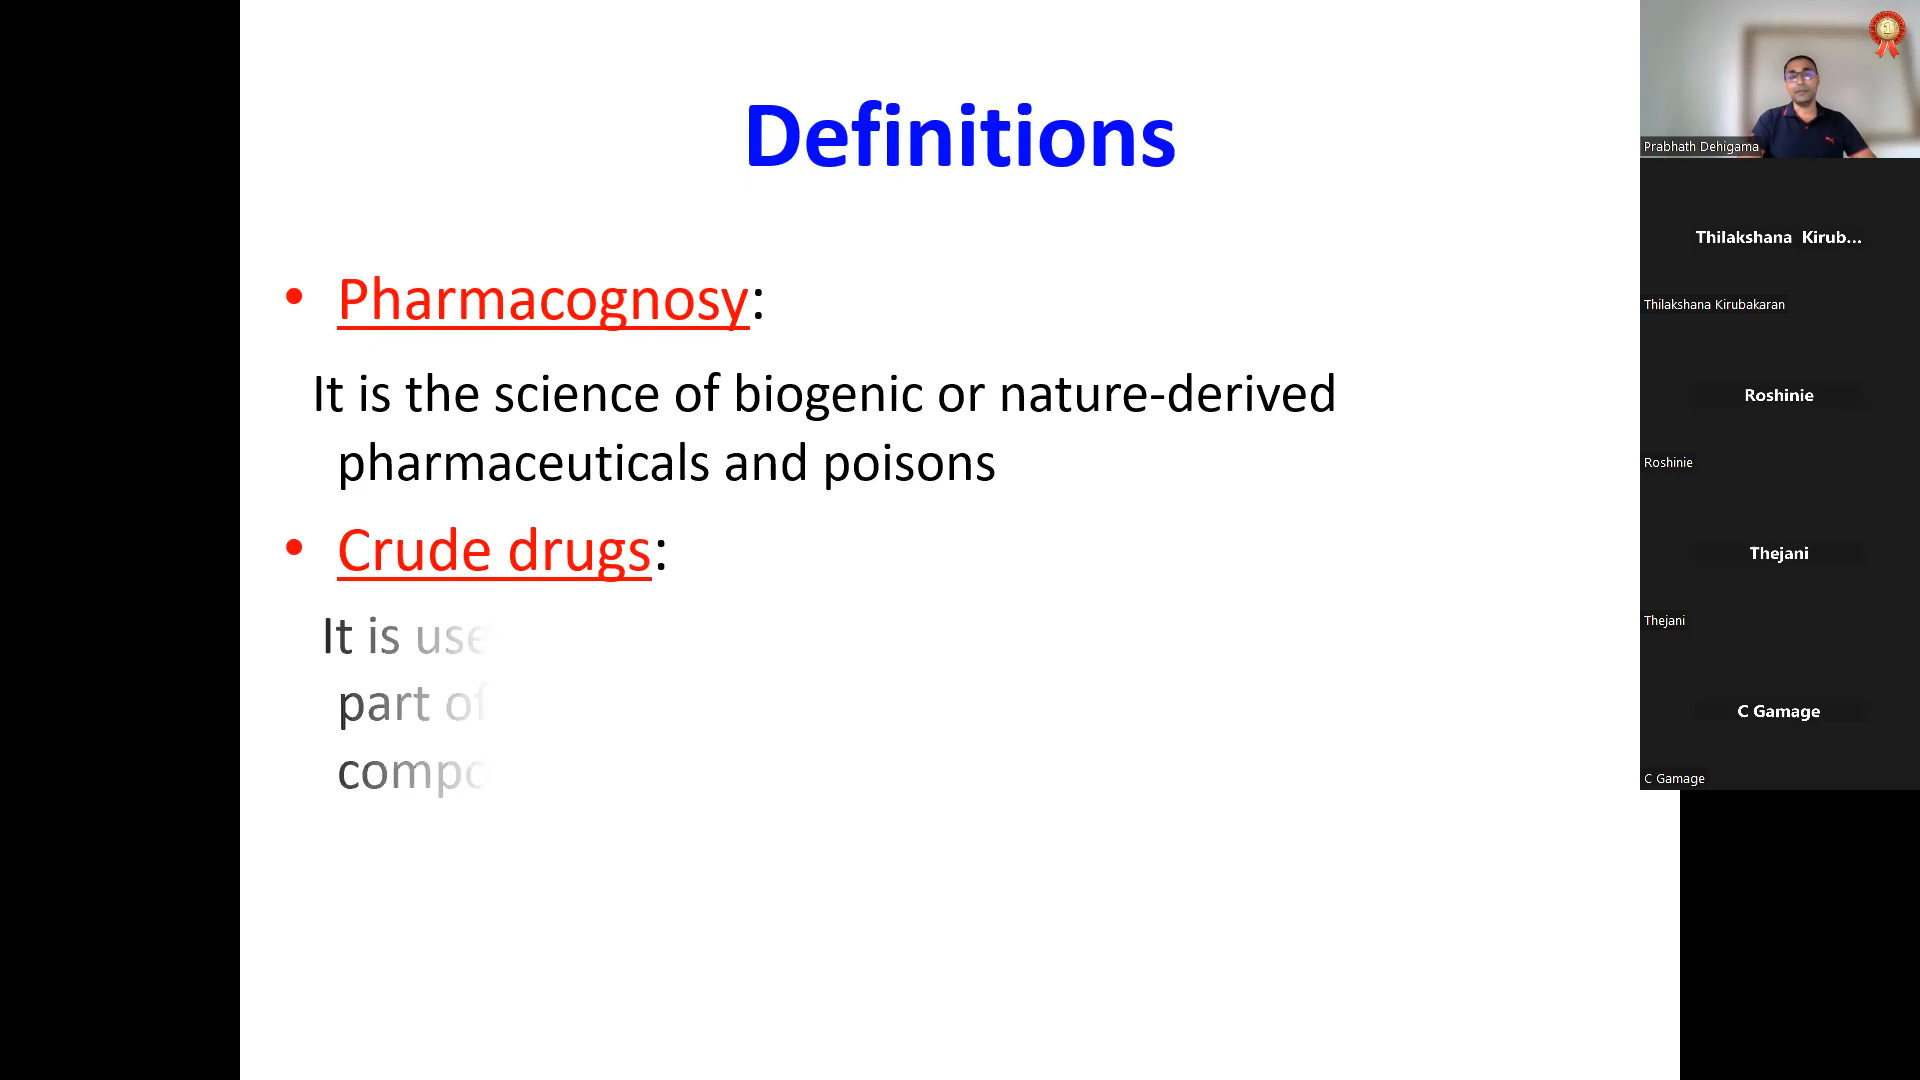 Definitions
• Pharmacognosy:
It is the science of biogenic or nature-derived
pharmaceuticals and poisons
• Crude drugs:
It is
part of
Prabhath Dehigama
Thilakshana Kirub...
Thilakshana Kirubakaran
Roshinie
Roshinie
Thejani
Thejani
C Gamage
C Gamage